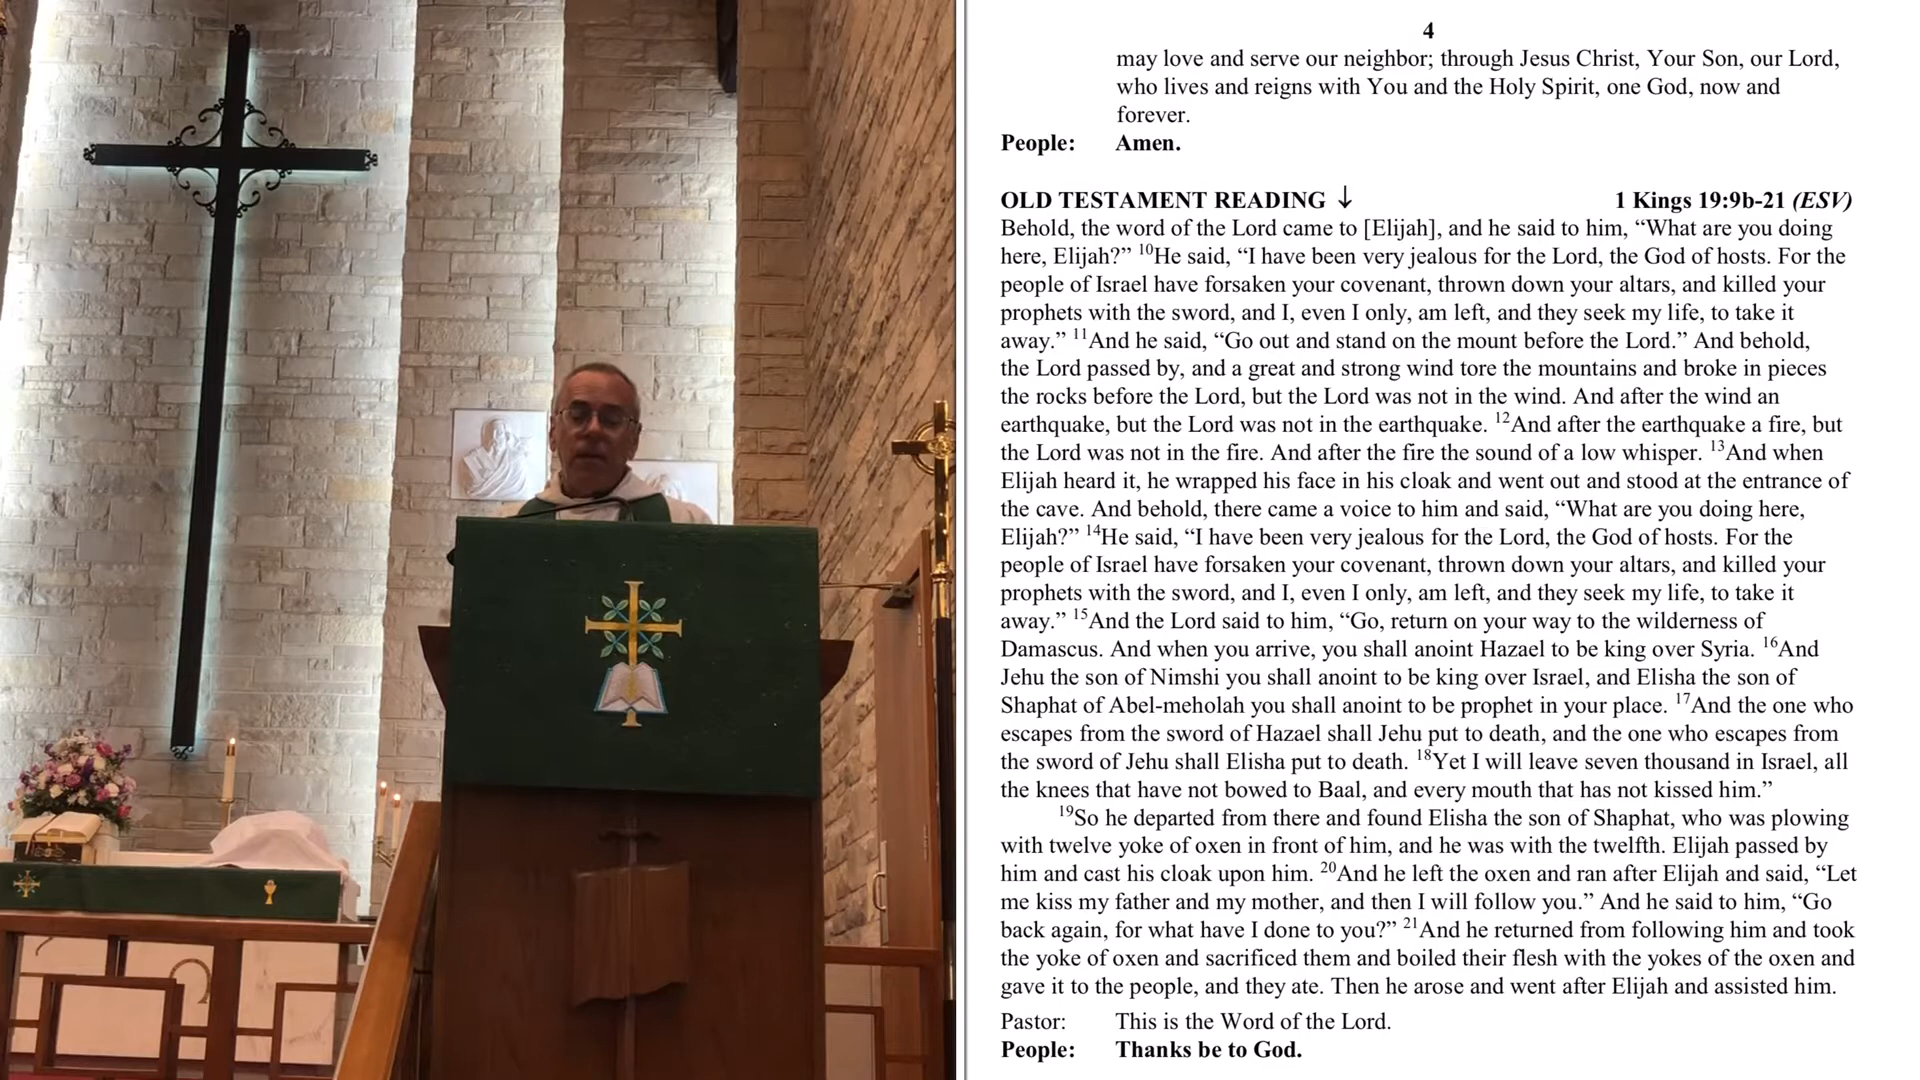 4
may love and serve our neighbor; through Jesus Christ, Your Son, our Lord,
who lives and reigns with You and the Holy Spirit, one God, now and
forever.
People: Amen.
OLD TESTAMENT READING ↓ 1 Kings 19:9b-21 (ESV)
Behold, the word of the Lord came to [Elijah], and he said to him, “What are you doing
here, Elijah?” 10He said, “I have been very jealous for the Lord, the God of hosts. For the
people of Israel have forsaken your covenant, thrown down your altars, and killed your
prophets with the sword, and I, even I only, am left, and they seek my life, to take it
away.” 11And he said, “Go out and stand on the mount before the Lord.” And behold,
the Lord passed by, and a great and strong wind tore the mountains and broke in pieces
the rocks before the Lord, but the Lord was not in the wind. And after the wind an
earthquake, but the Lord was not in the earthquake. 12And after the earthquake a fire, but
the Lord was not in the fire. And after the fire the sound of a low whisper. 13And when
Elijah heard it, he wrapped his face in his cloak and went out and stood at the entrance of
the cave. And behold, there came a voice to him and said, “What are you doing here,
Elijah?” 14He said, “I have been very jealous for the Lord, the God of hosts. For the
people of Israel have forsaken your covenant, thrown down your altars, and killed your
prophets with the sword, and I, even I only, am left, and they seek my life, to take it
away.” 15And the Lord said to him, “Go, return on your way to the wilderness of
Damascus. And when you arrive, you shall anoint Hazael to be king over Syria. 16And
Jehu the son of Nimshi you shall anoint to be king over Israel, and Elisha the son of
Shaphat of Abel-meholah you shall anoint to be prophet in your place. 17And the one who
escapes from the sword of Hazael shall Jehu put to death, and the one who escapes from
the sword of Jehu shall Elisha put to death. 18Yet I will leave seven thousand in Israel, all
the knees that have not bowed to Baal, and every mouth that has not kissed him.”
19So he departed from there and found Elisha the son of Shaphat, who was plowing
with twelve yoke of oxen in front of him, and he was with the twelfth. Elijah passed by
him and cast his cloak upon him. 20And he left the oxen and ran after Elijah and said, “Let
me kiss my father and my mother, and then I will follow you.” And he said to him, “Go
back again, for what have I done to you?” 21And he returned from following him and took
the yoke of oxen and sacrificed them and boiled their flesh with the yokes of the oxen and
gave it to the people, and they ate. Then he arose and went after Elijah and assisted him.
Pastor: This is the Word of the Lord.
People: Thanks be to God.